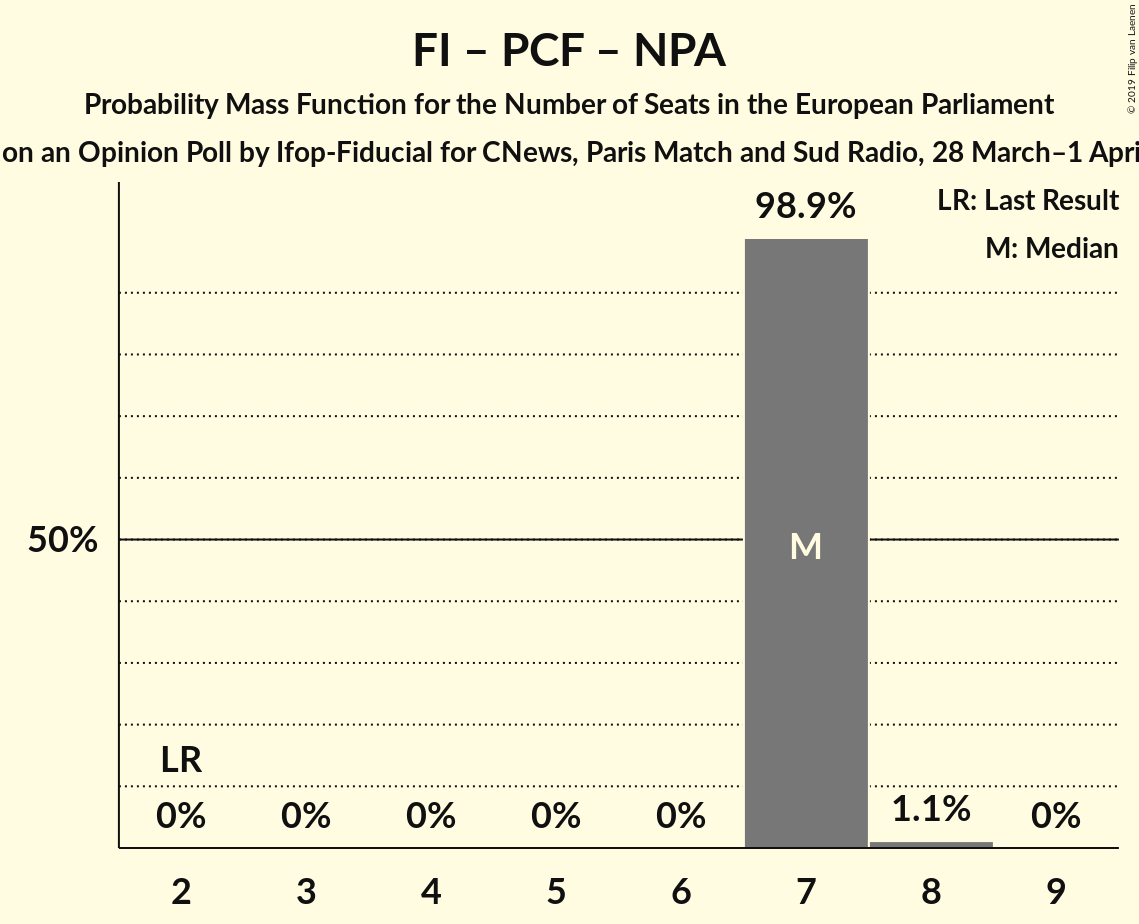 FI – PCF – NPA
Probability Mass Function for the Number of Seats in the European Parliament
on an Opinion Poll by Ifop-Fiducial for CNews, Paris Match and Sud Radio, 28 March–1 Apri
© 2019 Filip van Laenen
LR: Last Result
M: Median
98.9%
50%
M
LR
0% 0% 0% 0% 0% 1.1% 0%
2 3 4 5 6 7 8 9